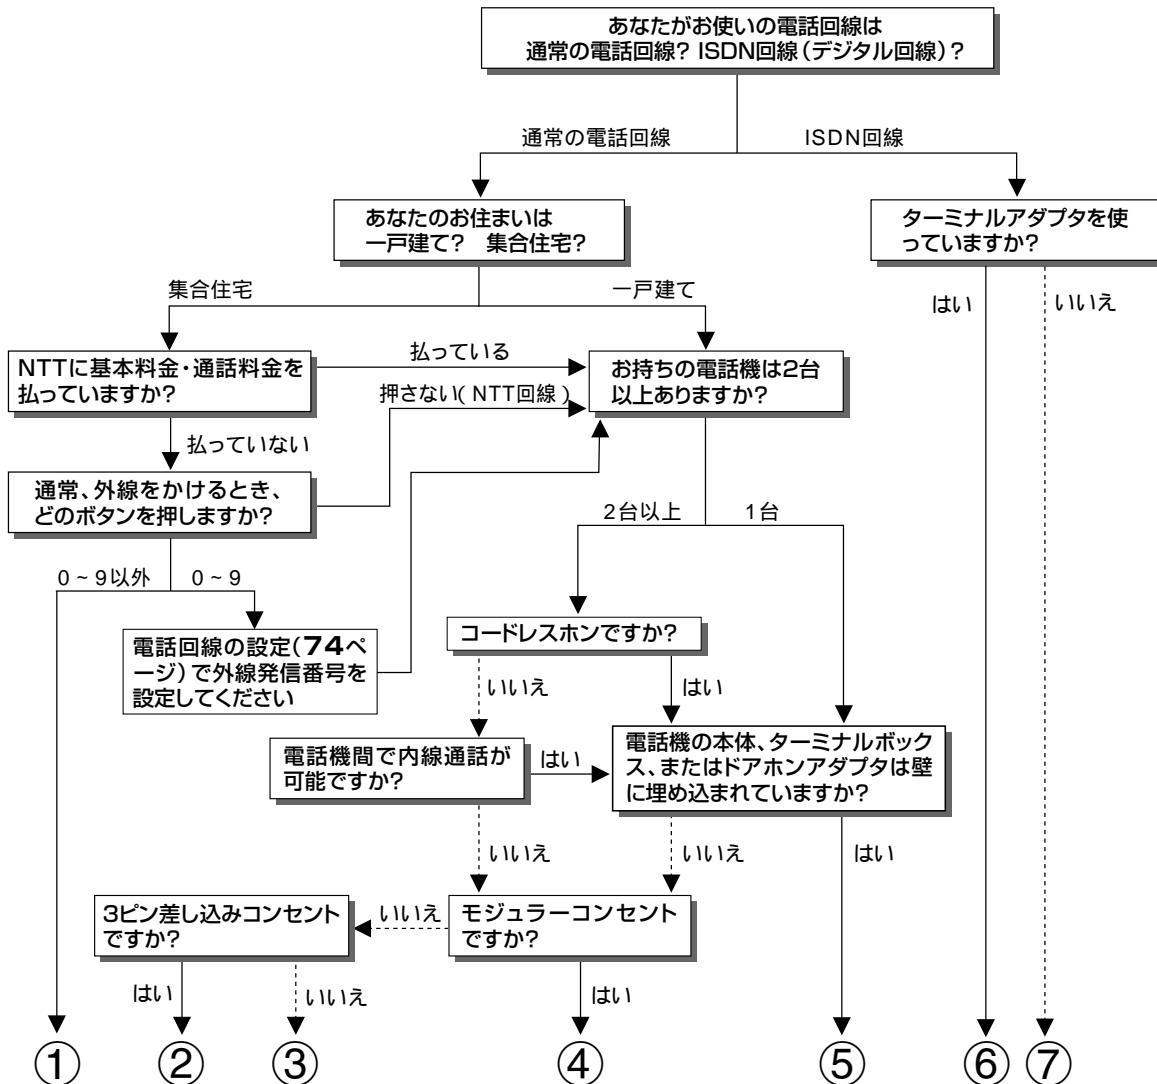 あなたがお使いの電話回線は
通常の電話回線? ISDN回線(デジタル回線)?
通常の電話回線
ISDN回線
あなたのお住まいは
一戸建て? 集合住宅?
ターミナルアダプタを使
っていますか?
集合住宅
一戸建て
はい
いいえ
NTTに基本料金・通話料金を
払っていますか?
払っている
お持ちの電話機は2台
以上ありますか?
押さない(NTT回線)
払っていない
通常、外線をかけるとき、
どのボタンを押しますか?
2台以上
1台
0~9以外
0~9
電話回線の設定(74ペ
ージ)で外線発信番号を
設定してください
コードレスホンですか?
いいえ
はい
電話機間で内線通話が
可能ですか?
はい
電話機の本体、ターミナルボック
ス、またはドアホンアダプタは壁
に埋め込まれていますか?
いいえ
いいえ
はい
3ピン差し込みコンセント
ですか?
いいえ
モジュラーコンセント
ですか?
はい
いいえ
はい
① ② ③ ④ ⑤ ⑥ ⑦